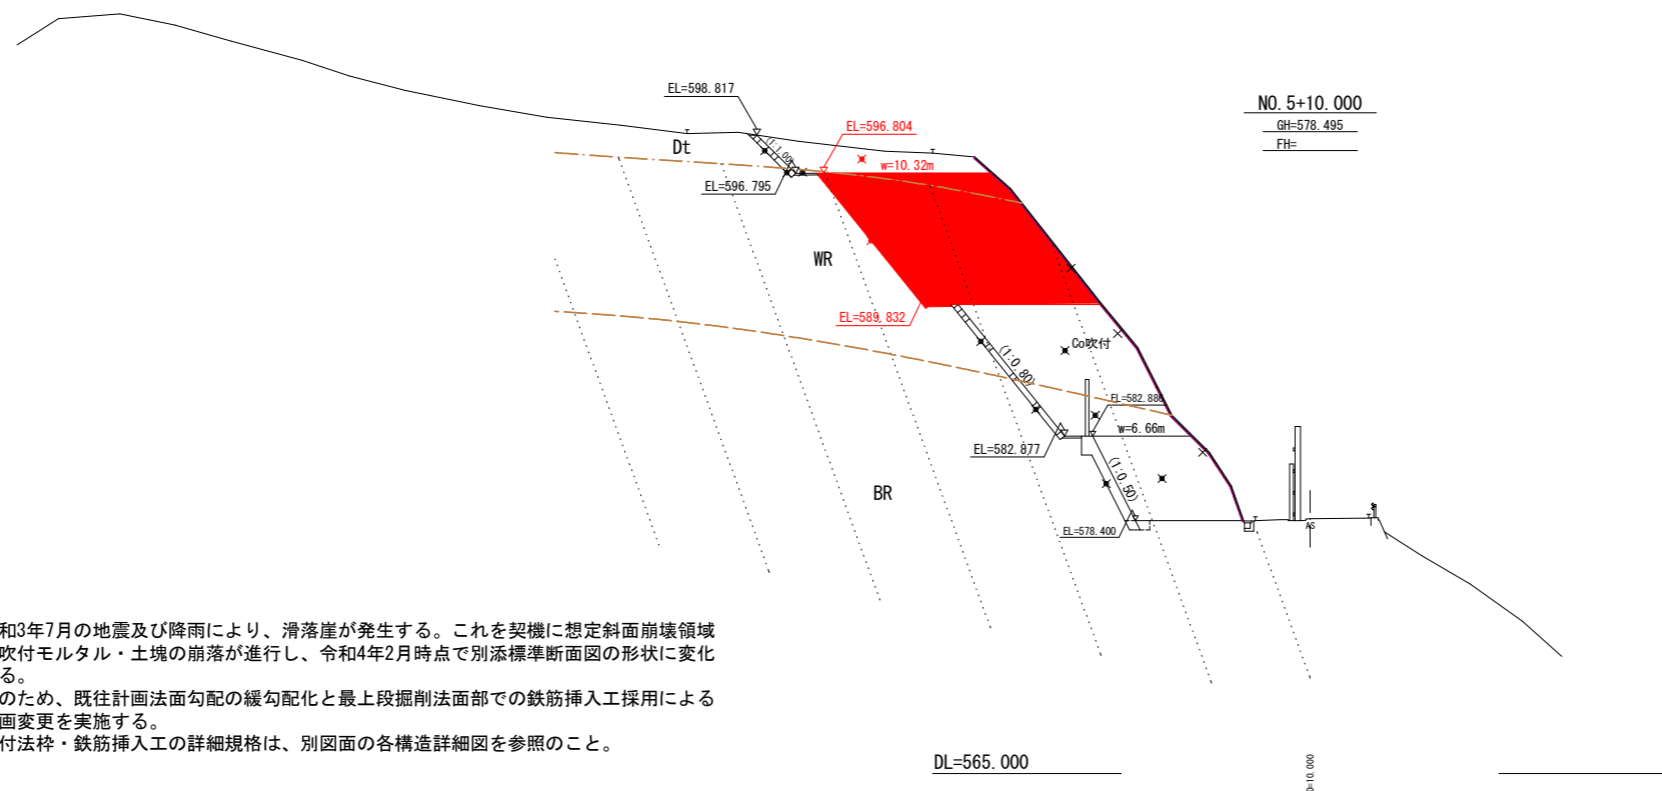 EL=598.817
NO.5+10.000
GH=578.495
FH=
EL=596.804
(1:1.00)
Dt
w=10.32m
EL=596.795
WR
EL=589.832
Co吹付
(1:0.80)
EL=582.886
w=6.66m
EL=582.877
(1:0.50)
BR
EL=578.400
AS
和3年7月の地震及び降雨により、滑落崖が発生する。これを契機に想定斜面崩壊領域
吹付モルタル・土塊の崩落が進行し、令和4年2月時点で別添標準断面図の形状に変化
る。
のため、既往計画法面勾配の緩勾配化と最上段掘削法面部での鉄筋挿入工採用による
画変更を実施する。
付法枠・鉄筋挿入工の詳細規格は、別図面の各構造詳細図を参照のこと。
DL=565.000